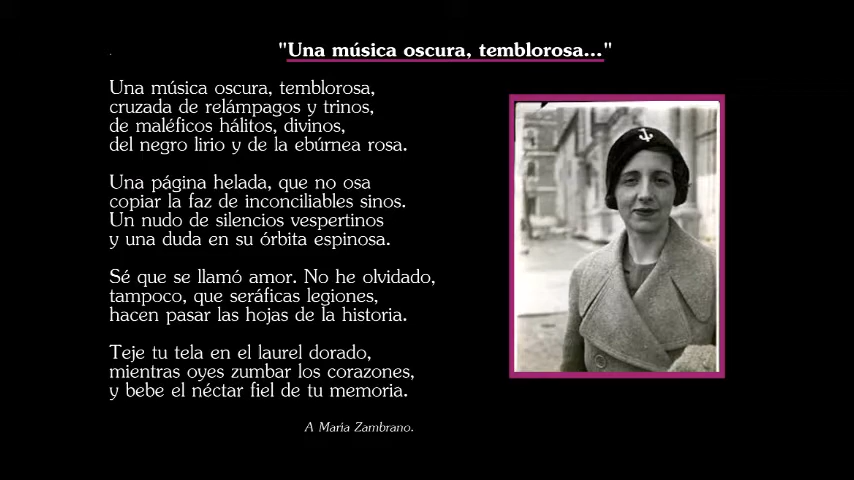 "Una música oscura, temblorosa..."
Una música oscura, temblorosa,
cruzada de relámpagos y trinos,
de maléficos hálitos, divinos,
del negro lirio y de la ebúrnea rosa.
Una página helada, que no osa
copiar la faz de inconciliables sinos.
Un nudo de silencios vespertinos
y una duda en su órbita espinosa.
Sé que se llamó amor. No he olvidado,
tampoco, que seráficas legiones,
hacen pasar las hojas de la historia.
Teje tu tela en el laurel dorado,
mientras oyes zumbar los corazones,
y bebe el néctar fiel de tu memoria.
A Maria Zambrano.